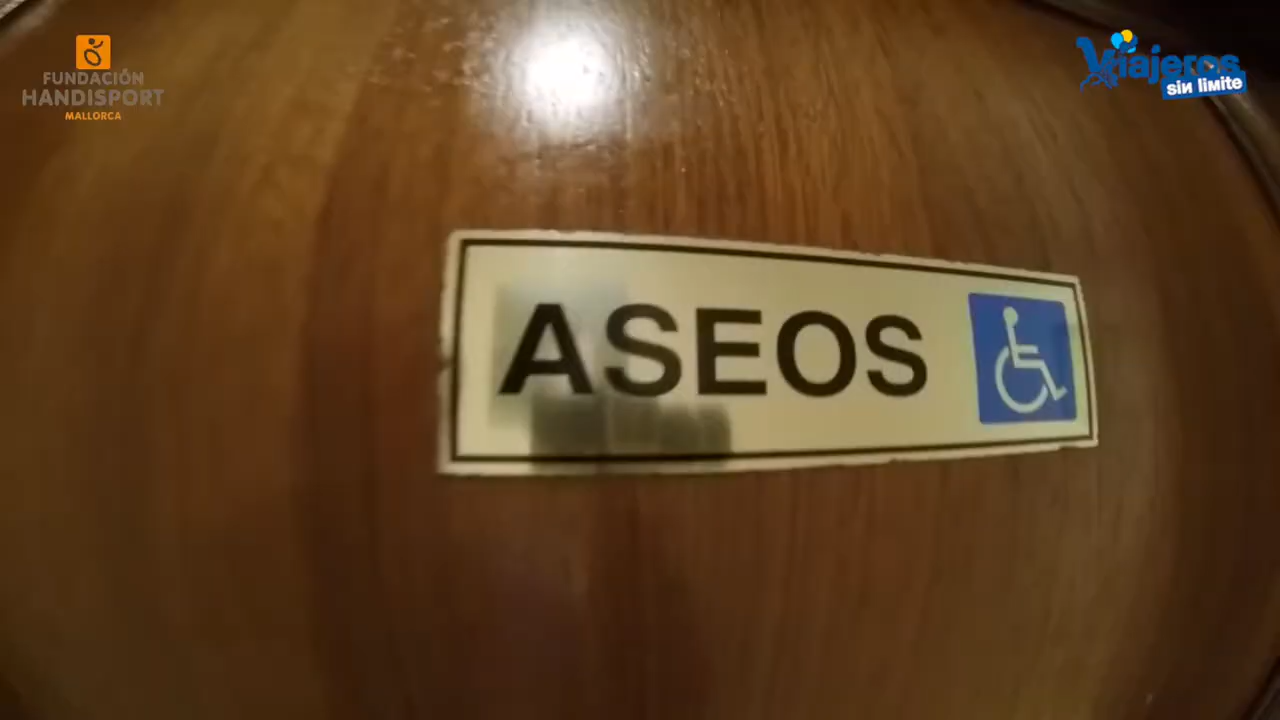 FUNDACIÓN
HANDISPORT
MALLORCA
Viajeros
sin limite
ASEOS